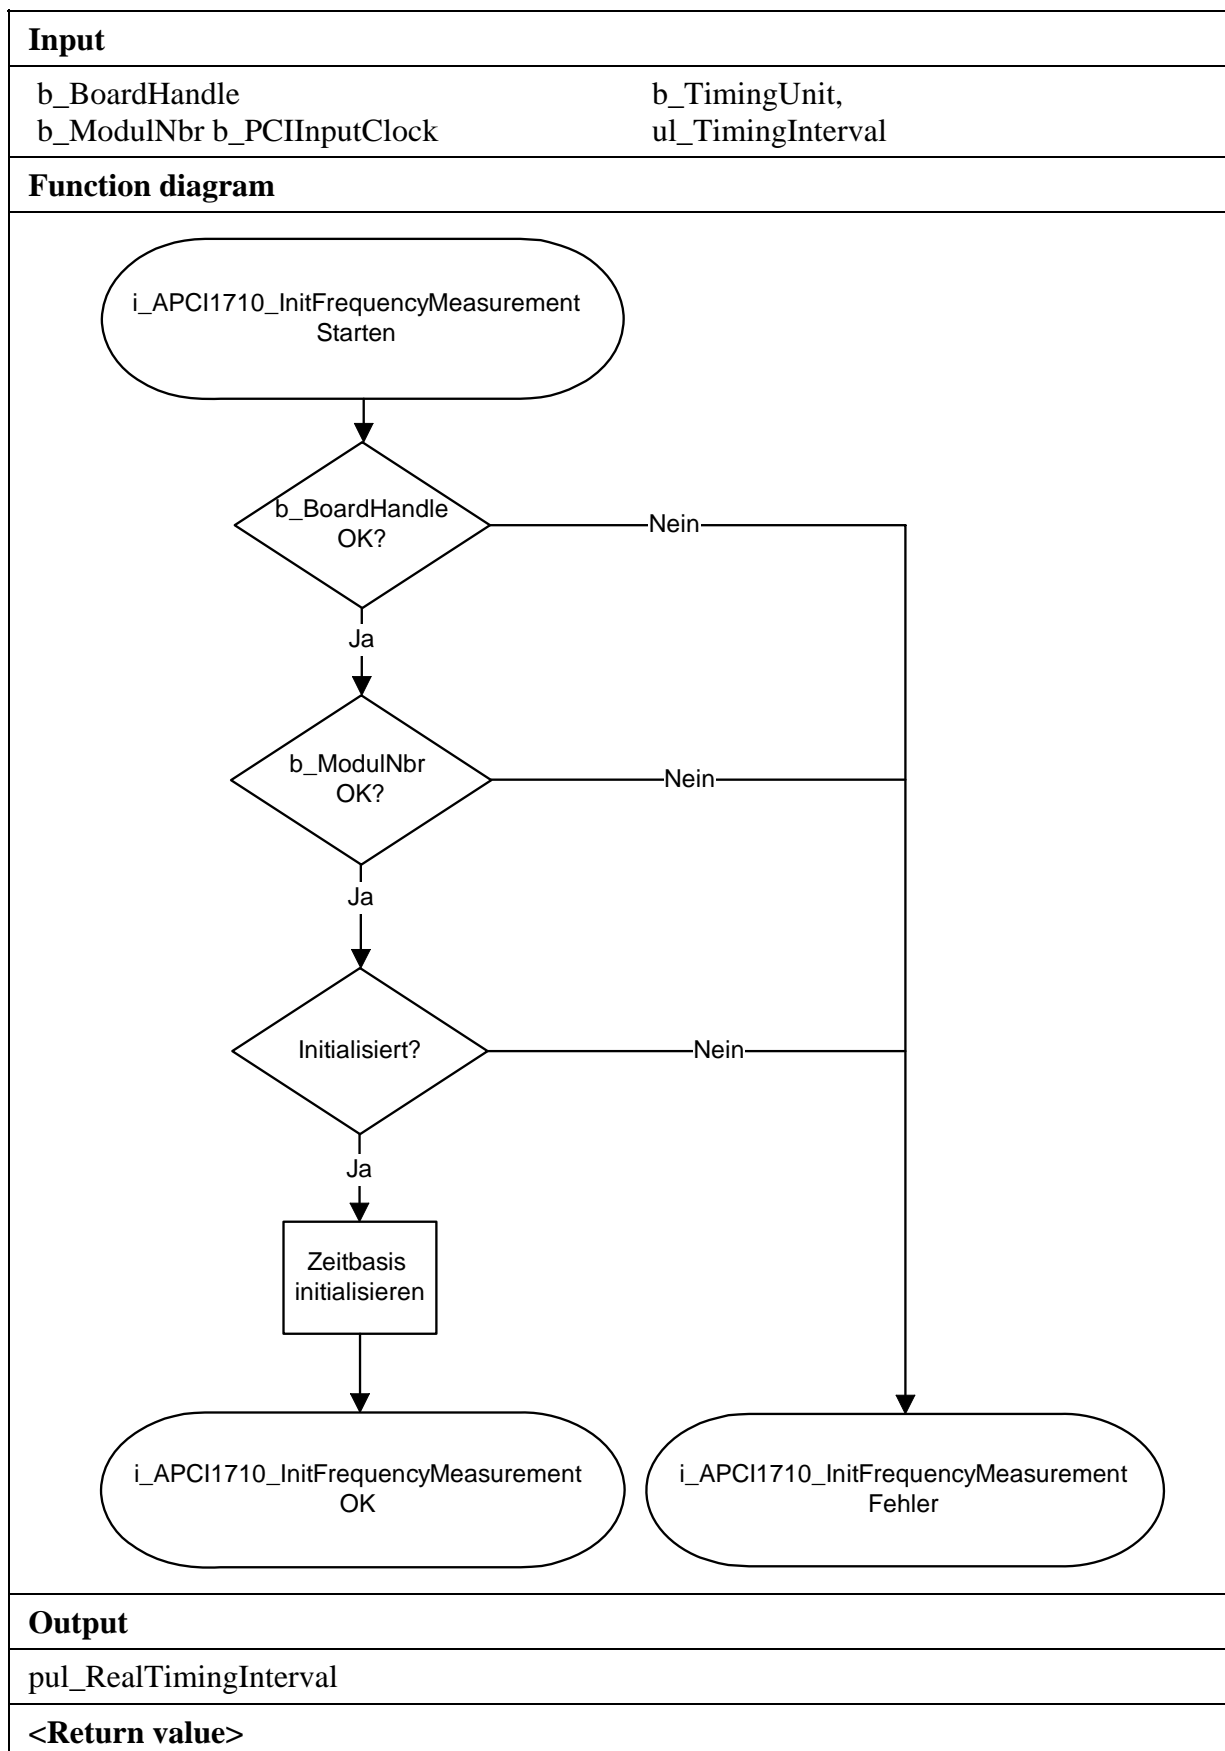 Input
b_BoardHandle b_TimingUnit,
b_ModulNbr b_PCIInputClock ul_TimingInterval
Function diagram
i_APCI1710_InitFrequencyMeasurement
Starten
b_BoardHandle
OK?
Nein
Ja
b_ModulNbr
OK?
Nein
Ja
Initialisiert?
Nein
Ja
Zeitbasis
initialisieren
i_APCI1710_InitFrequencyMeasurement
OK
i_APCI1710_InitFrequencyMeasurement
Fehler
Output
pul_RealTimingInterval
<Return value>